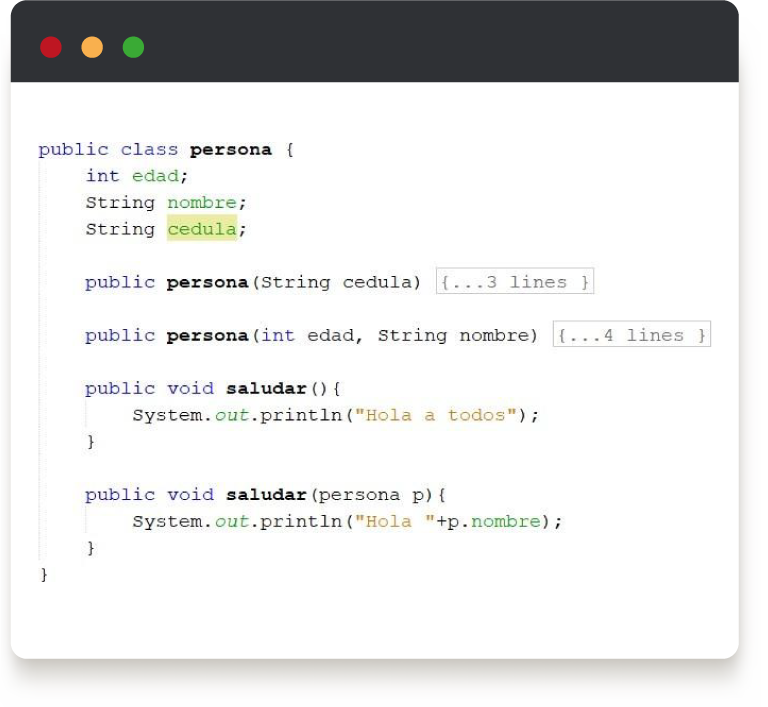 public class persona {
int edad;
String nombre;
String cedula;
public persona(String cedula) {...3 lines }
public persona(int edad, String nombre) {...4 lines }
public void saludar(){
System.out.println("Hola a todos");
}
public void saludar(persona p){
System.out.println("Hola "+p.nombre);
}
}